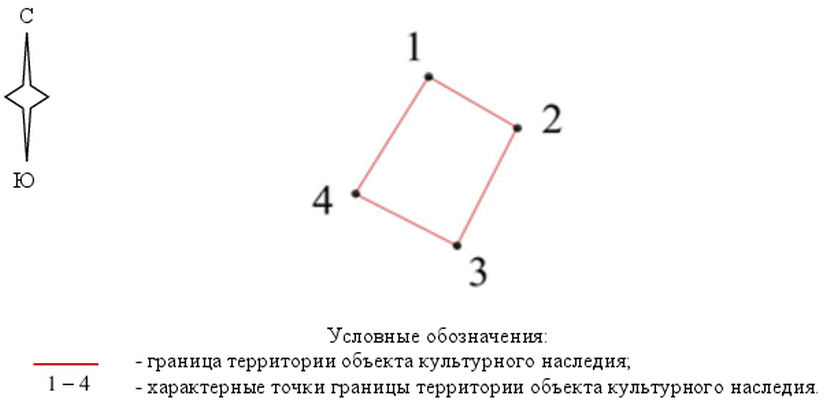 С
1
2
Ю
4
3
Условные обозначения:
- граница территории объекта культурного наследия;
1 – 4 - характерные точки границы территории объекта культурного наследия.